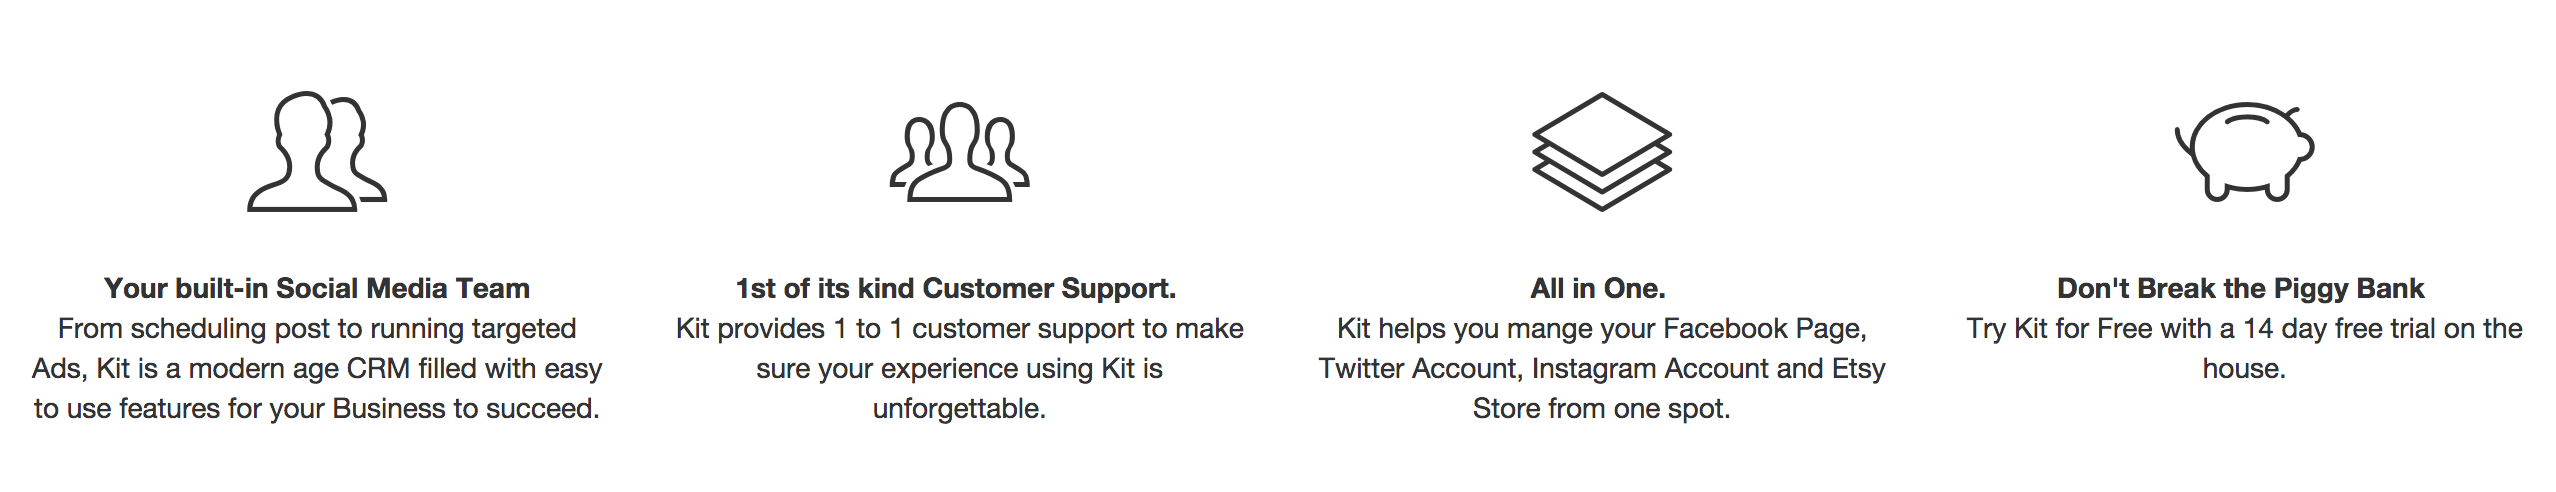 Your built-in Social Media Team
From scheduling post to running targeted
Ads, Kit is a modern age CRM filled with easy
to use features for your Business to succeed.
1st of its kind Customer Support.
Kit provides 1 to 1 customer support to make
sure your experience using Kit is
unforgettable.
All in One.
Kit helps you mange your Facebook Page,
Twitter Account, Instagram Account and Etsy
Store from one spot.
Don't Break the Piggy Bank
Try Kit for Free with a 14 day free trial on the
house.